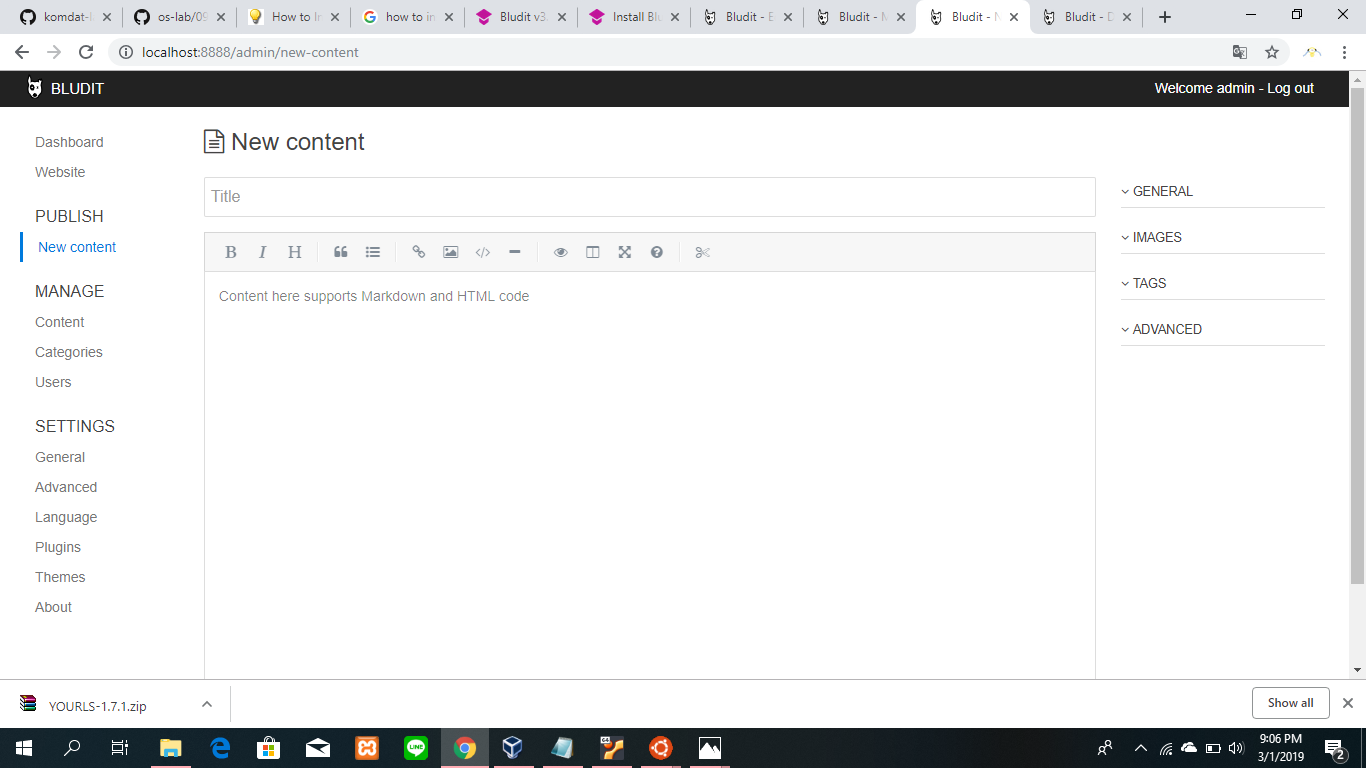 komdat-
os-lab/09
How to In
how to in
Bludit v3
Install Blu
Bludit - E
Bludit - M
Bludit - N
Bludit - D
localhost:8888/admin/new-content
BLUDIT
Welcome admin - Log out
Dashboard
Website
PUBLISH
New content
MANAGE
Content
Categories
Users
SETTINGS
General
Advanced
Language
Plugins
Themes
About
New content
Title
B I H
Content here supports Markdown and HTML code
GENERAL
IMAGES
TAGS
ADVANCED
YOURLS-1.7.1.zip
Show all
LINE
64
9:06 PM
3/1/2019
2